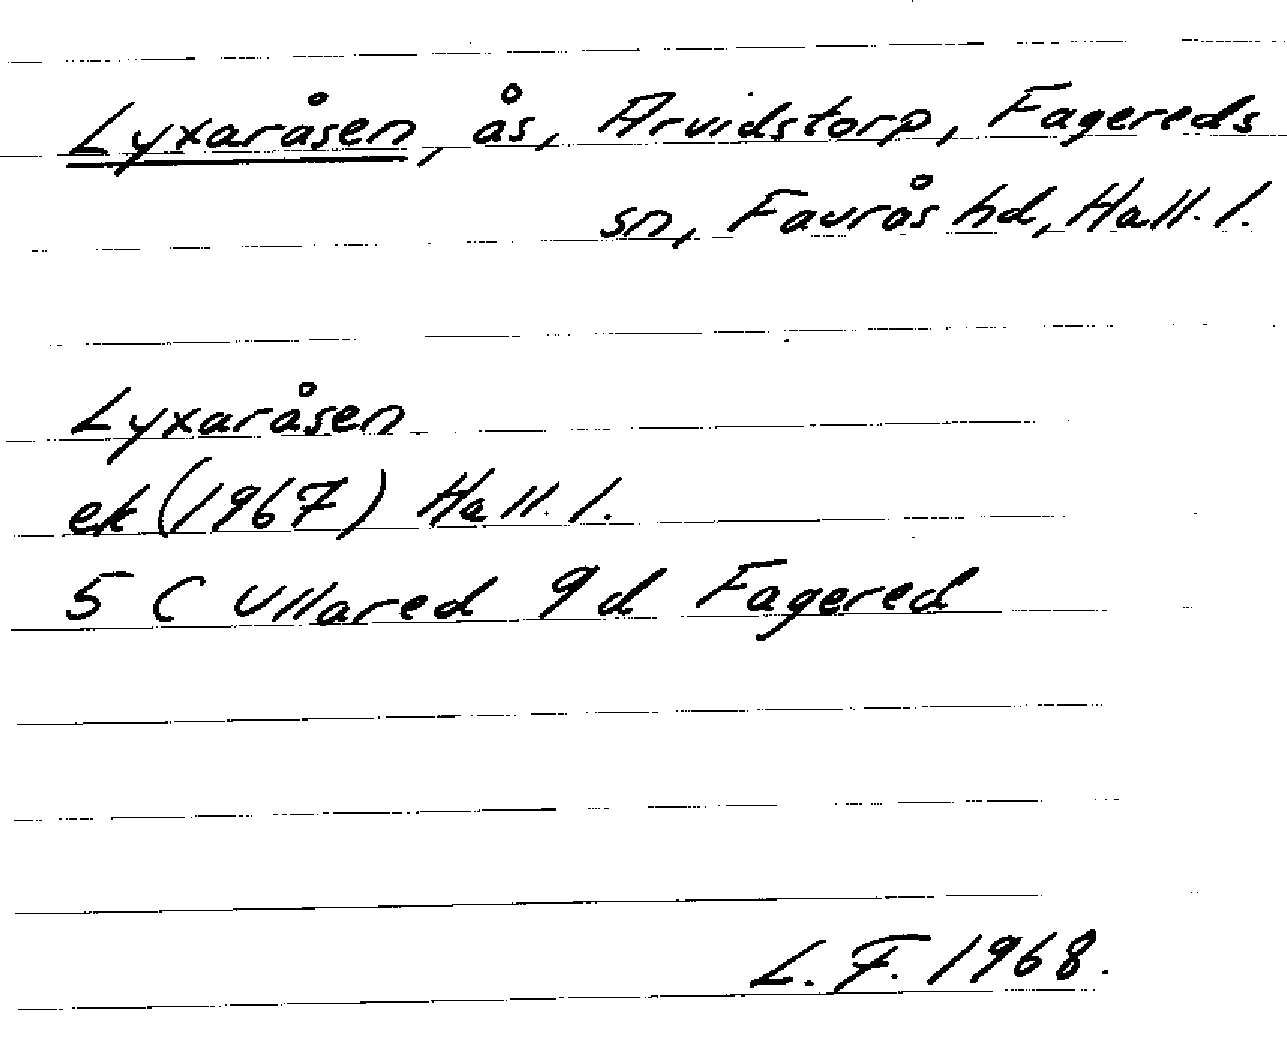 Lyxaråsen, ås, Arvidstorp, Fagereds
sn, Faurås hd, Hall. l.
Lyxaråsen
ek (1967) Hall. l.
5 C Ullared 9 d Fagered
L. F. 1968.